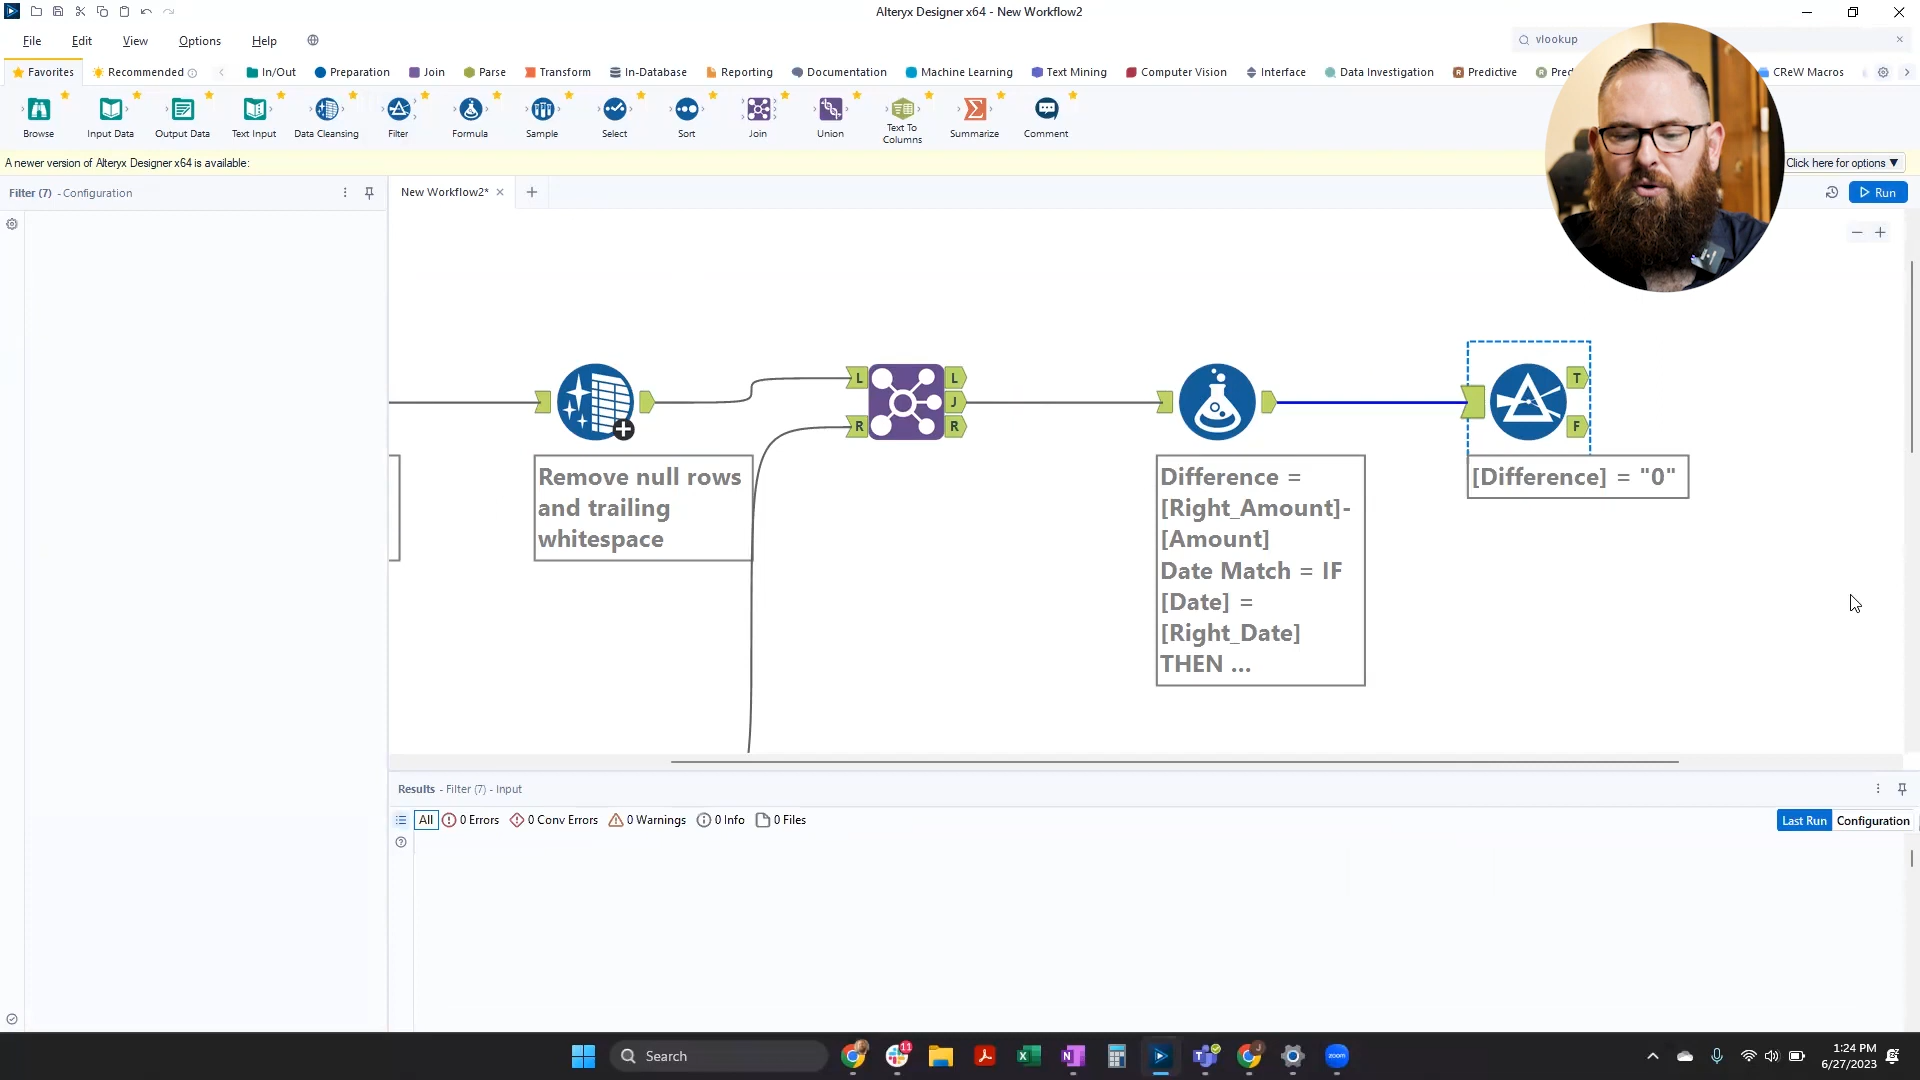 Alteryx Designer x64 - New Workflow2
File Edit View Options Help
vlookup
Favorites Recommended In/Out Preparation Join Parse Transform In-Database Reporting Documentation Machine Learning Text Mining Computer Vision Interface Data Investigation Predictive Pred CReW Macros
Browse Input Data Output Data Text Input Data Cleansing Filter Formula Sample Select Sort Join Union Text To Columns Summarize Comment
A newer version of Alteryx Designer x64 is available:
Click here for options ▼
Filter (7) - Configuration
New Workflow2*
Run
L L
J
R R
T
F
Remove null rows
and trailing
whitespace
Difference =
[Right_Amount]-
[Amount]
Date Match = IF
[Date] =
[Right_Date]
THEN ...
[Difference] = "0"
Results - Filter (7) - Input
All 0 Errors 0 Conv Errors 0 Warnings 0 Info 0 Files
Last Run Configuration
Search
11
zoom
1:24 PM
6/27/2023